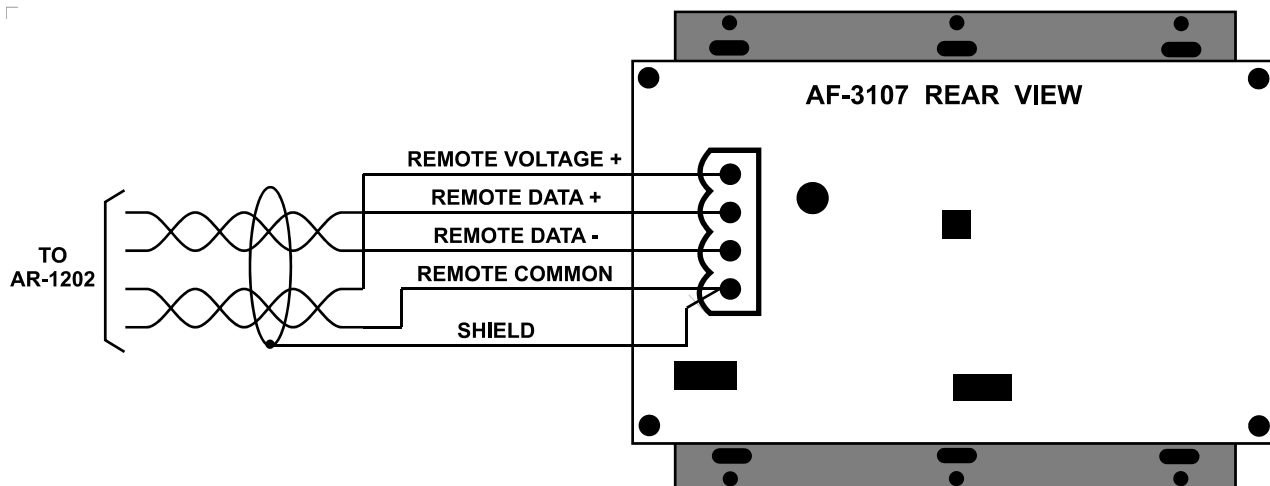 AF-3107 REAR VIEW
REMOTE VOLTAGE +
REMOTE DATA +
REMOTE DATA -
REMOTE COMMON
SHIELD
TO
AR-1202